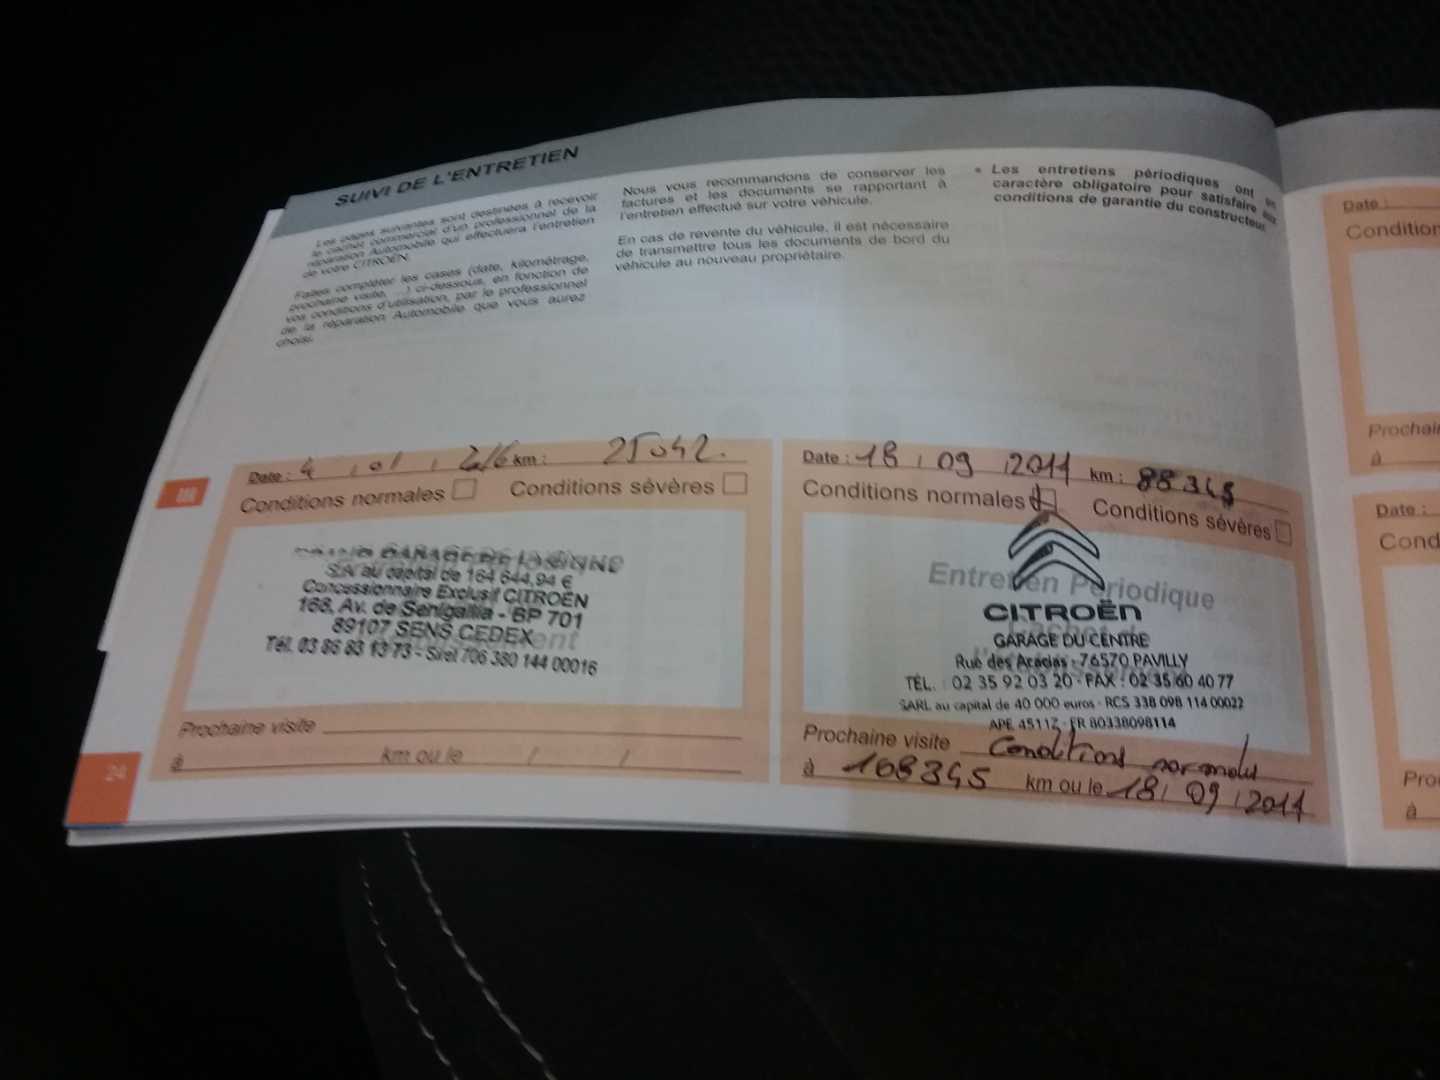 SUIVI DE L'ENTRETIEN
Les pages suivantes sont destinées à recevoir
le cachet commercial d'un professionnel de la
réparation Automobile qui effectuera l'entretien
de votre CITROËN.
Faites compléter les cases (date, kilométrage,
prochaine visite, ...) ci-dessous, en fonction de
vos conditions d'utilisation, par le professionnel
de la réparation Automobile que vous aurez
choisi.
Nous vous recommandons de conserver les
factures et les documents se rapportant à
l'entretien effectué sur votre véhicule.
En cas de revente du véhicule, il est nécessaire
de transmettre tous les documents de bord du
véhicule au nouveau propriétaire.
• Les entretiens périodiques ont un
caractère obligatoire pour satisfaire aux
conditions de garantie du constructeur.
Date : 4 , 01 , km : 25042.
Conditions normales Conditions sévères
GARAGE DE
S.A. au capital de 164 644,94 €
Concessionnaire Exclusif CITROËN
168, Av. de Senigallia - BP 701
89107 SENS CEDEX
Tél. 03 86 83 13 73 - Siret 706 380 144 00016
Prochaine visite
à km ou le / /
24
Date : 18 , 09 , 2011 km : 88345
Conditions normales Conditions sévères
Entretien Périodique
CITROËN
GARAGE DU CENTRE
Rue des Acacias - 76570 PAVILLY
TÉL. : 02 35 92 03 20 - FAX : 02 35 60 40 77
SARL au capital de 40 000 euros - RCS 338 098 114 00022
APE 4511Z - FR 80338098114
Prochaine visite Conditions normales
à 108345 km ou le 18 , 09 , 2011
Date :
Condition
Prochai
à
Date :
Cond
Pro
à